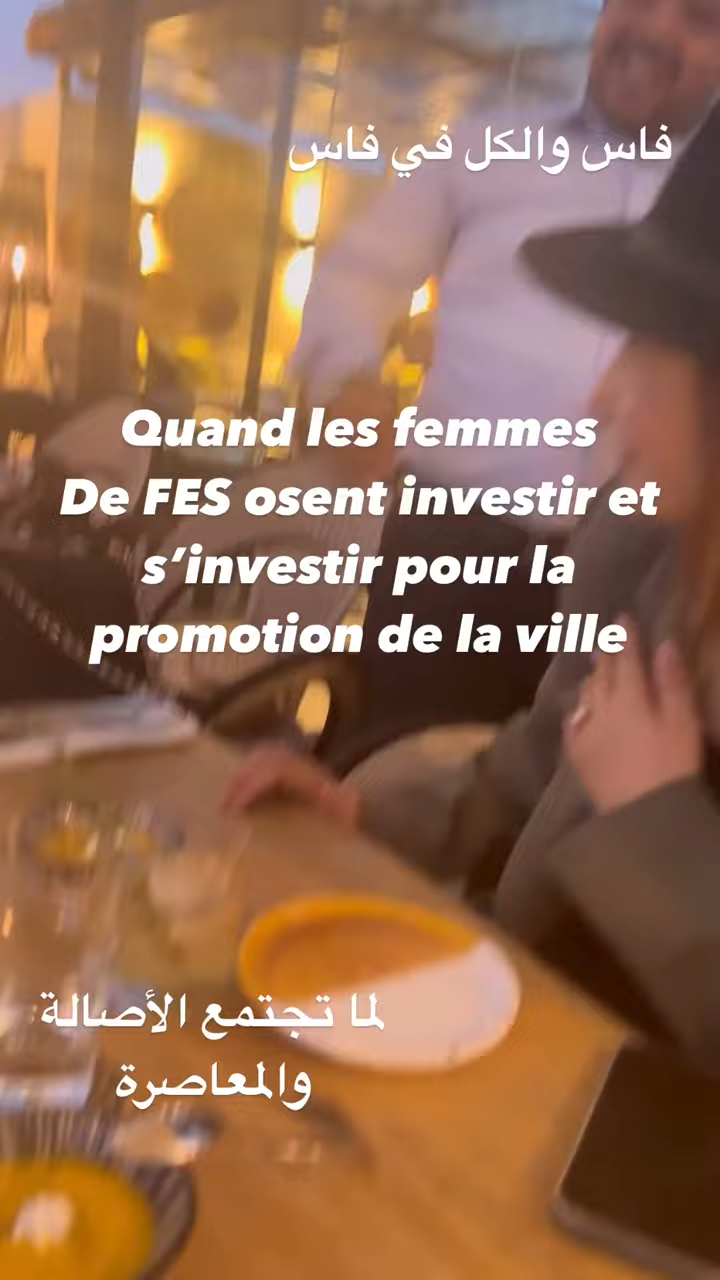 فاس والكل في فاس
Quand les femmes
De FES osent investir et
s’investir pour la
promotion de la ville
لما تجتمع الأصالة
والمعاصرة